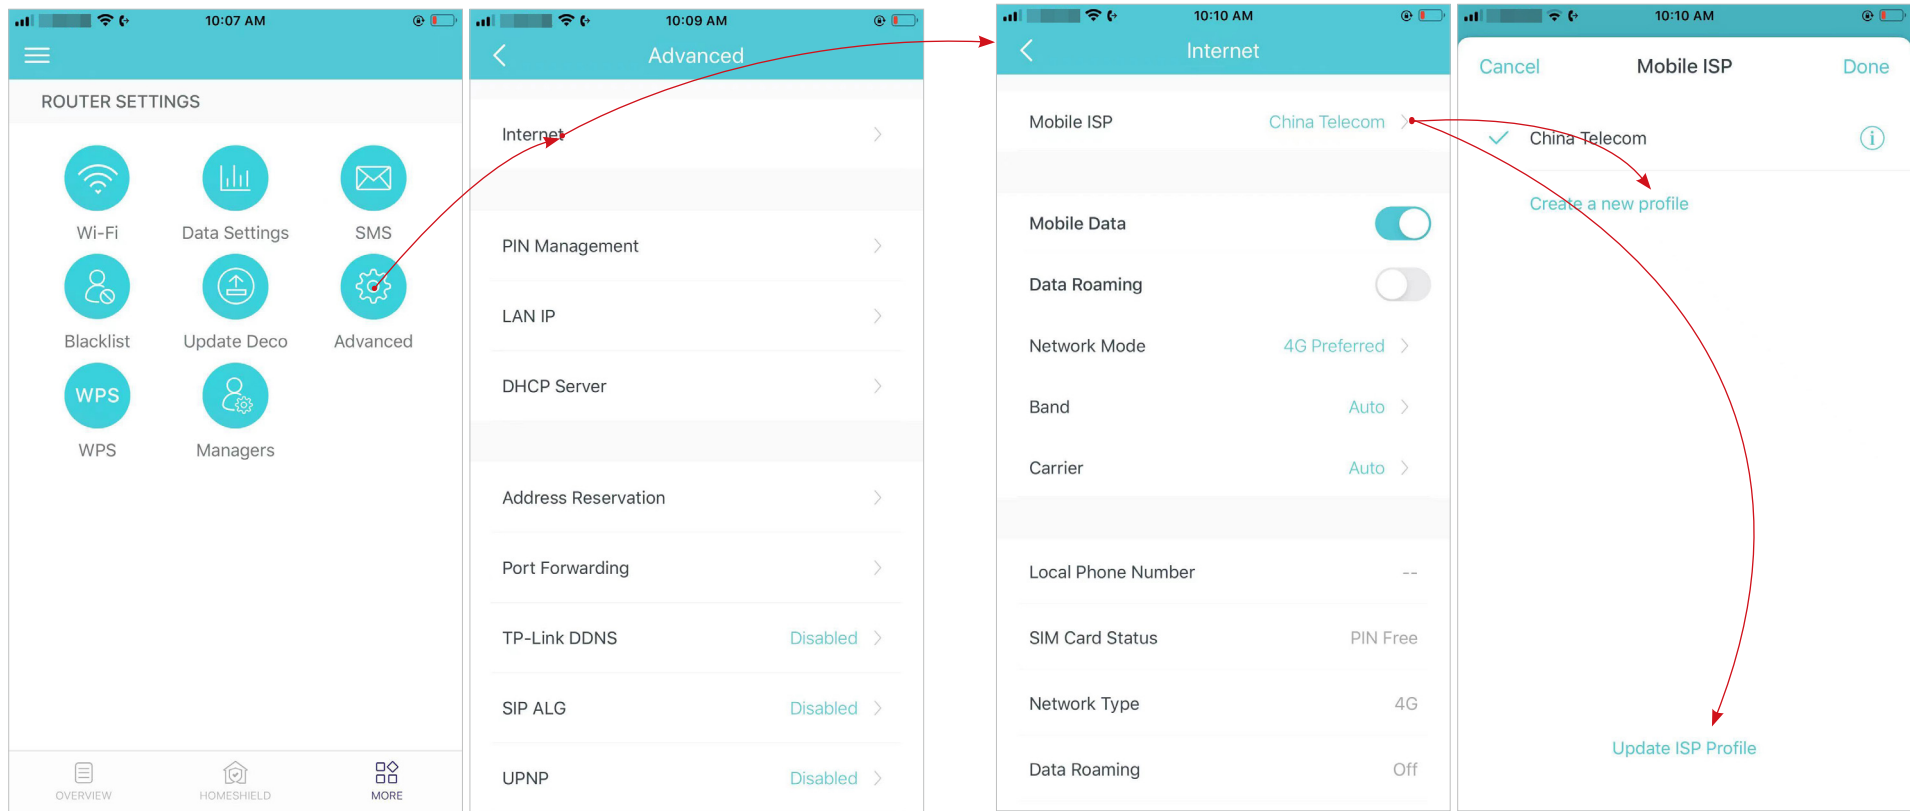 10:07 AM
ROUTER SETTINGS
Wi-Fi
Data Settings
SMS
Blacklist
Update Deco
Advanced
WPS
WPS
Managers
OVERVIEW
HOMESHIELD
MORE
10:09 AM
Advanced
Internet
PIN Management
LAN IP
DHCP Server
Address Reservation
Port Forwarding
TP-Link DDNS Disabled
SIP ALG Disabled
UPNP Disabled
10:10 AM
Internet
Mobile ISP China Telecom
Mobile Data
Data Roaming
Network Mode 4G Preferred
Band Auto
Carrier Auto
Local Phone Number --
SIM Card Status PIN Free
Network Type 4G
Data Roaming Off
10:10 AM
Cancel Mobile ISP Done
China Telecom
Create a new profile
Update ISP Profile